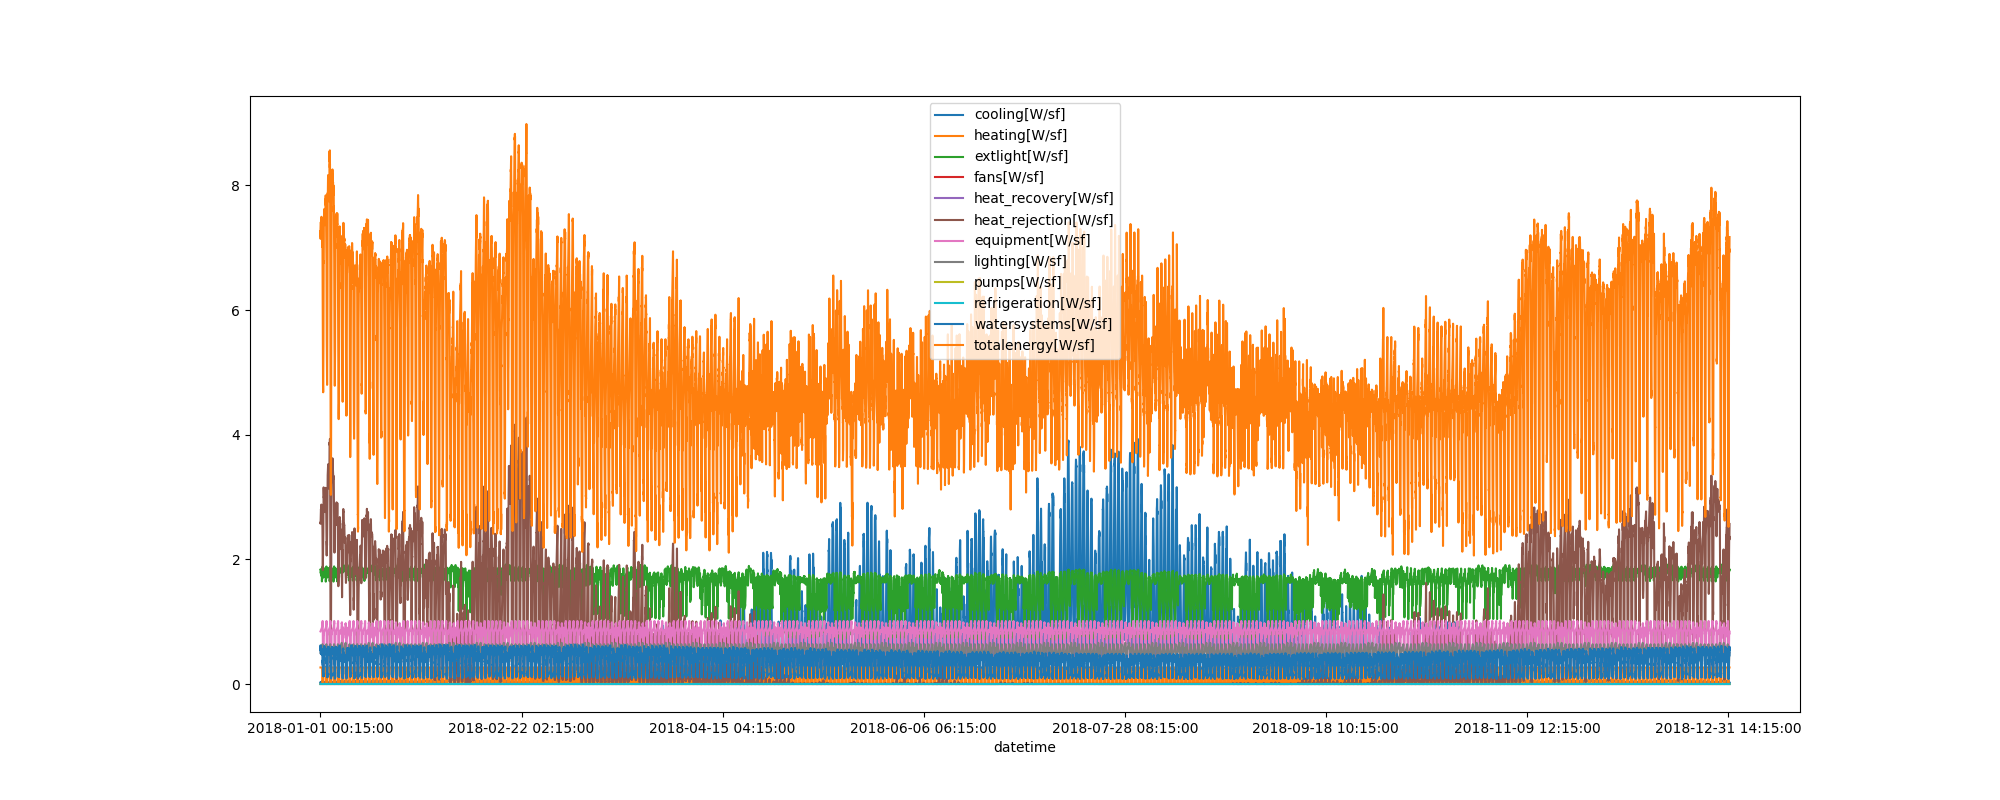 cooling[W/sf]
heating[W/sf]
extlight[W/sf]
fans[W/sf]
heat_recovery[W/sf]
heat_rejection[W/sf]
equipment[W/sf]
lighting[W/sf]
pumps[W/sf]
refrigeration[W/sf]
watersystems[W/sf]
totalenergy[W/sf]
8
6
4
2
0
2018-01-01 00:15:00 2018-02-22 02:15:00 2018-04-15 04:15:00 2018-06-06 06:15:00 2018-07-28 08:15:00 2018-09-18 10:15:00 2018-11-09 12:15:00 2018-12-31 14:15:00
datetime